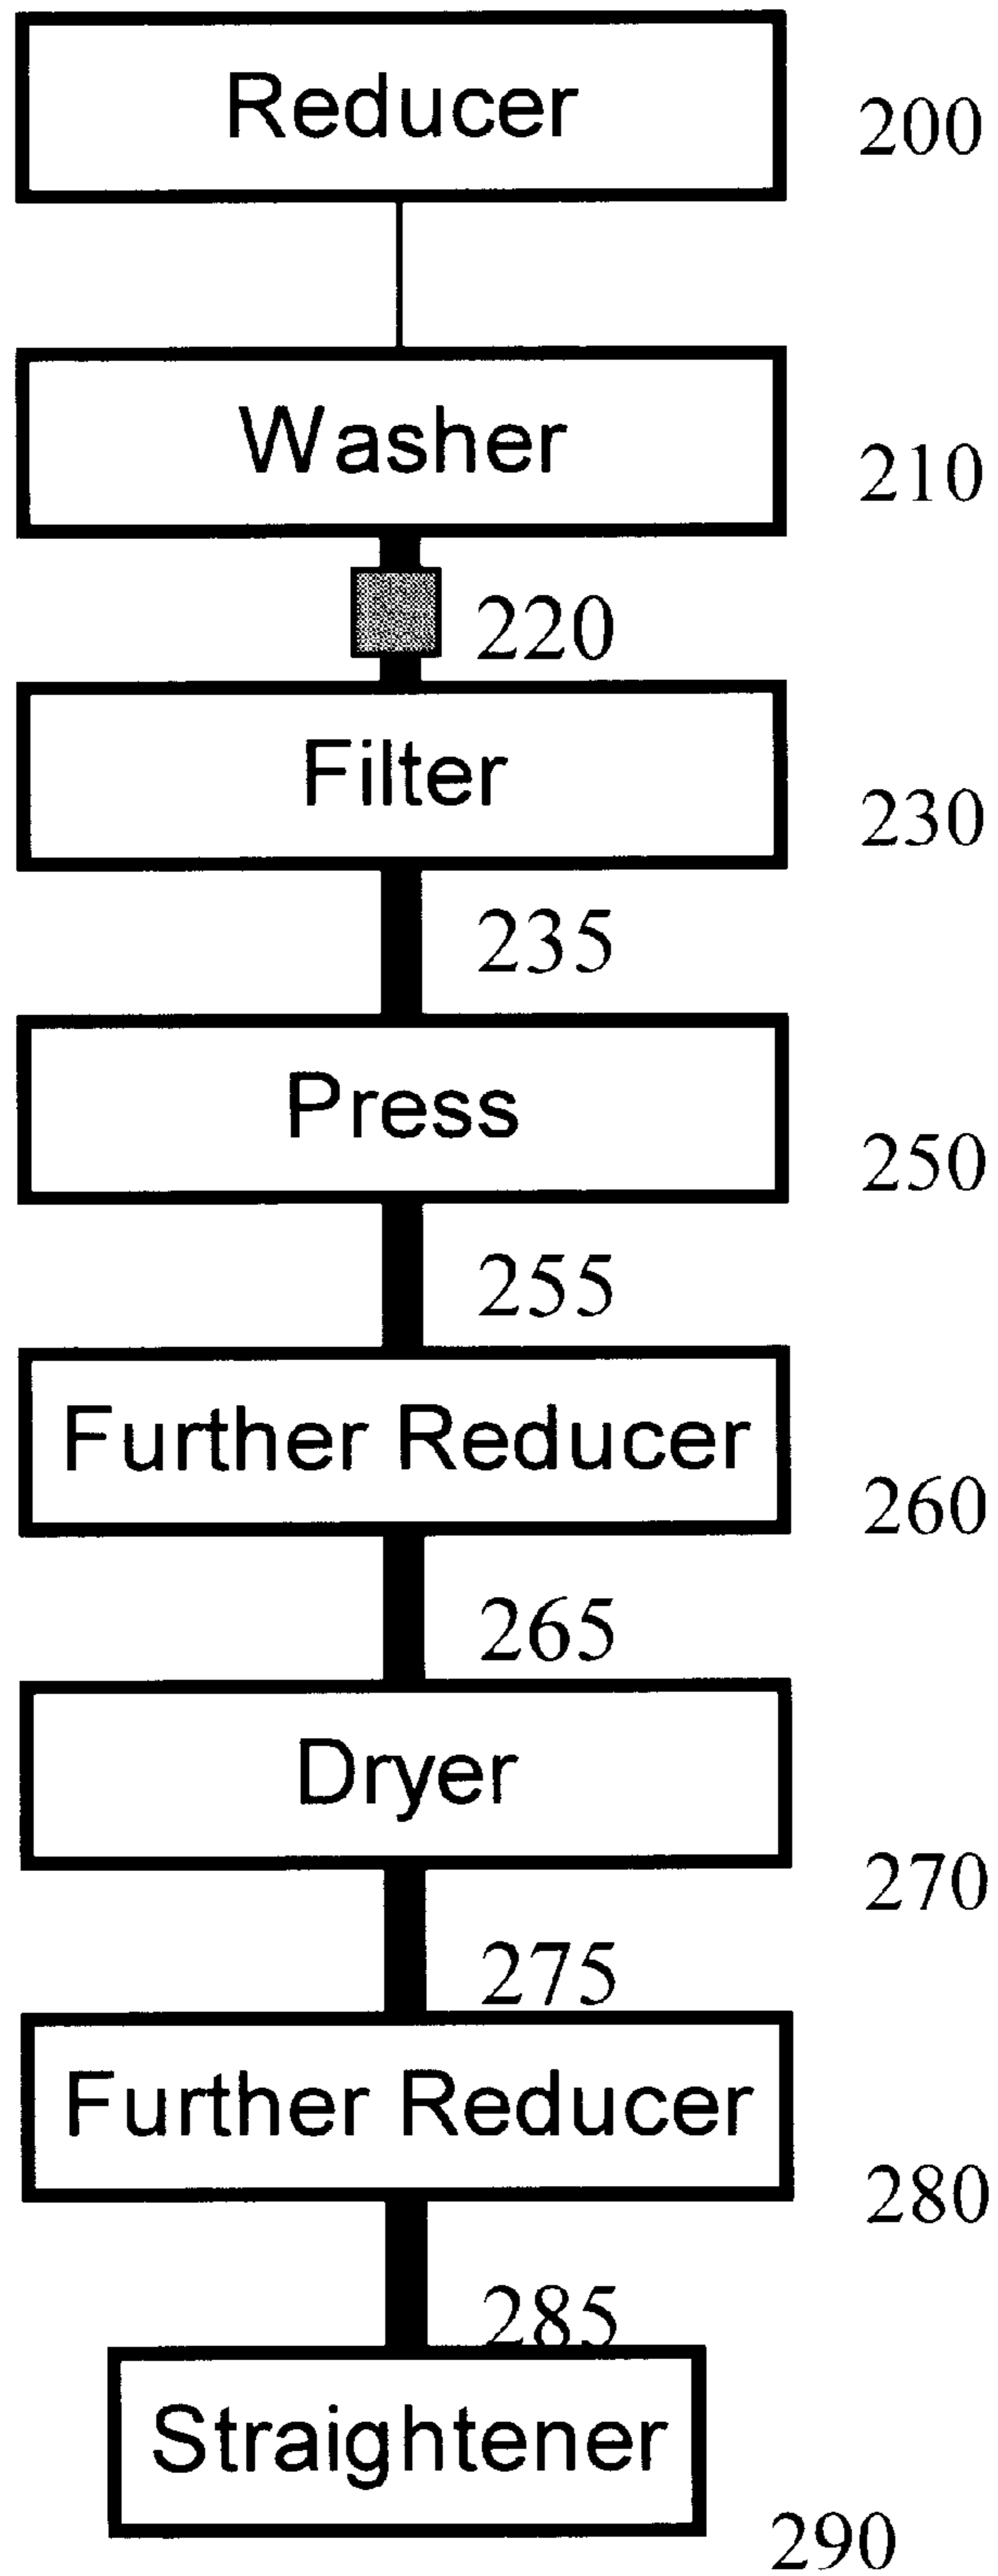 Reducer
200
Washer
210
220
Filter
230
235
Press
250
255
Further Reducer
260
265
Dryer
270
275
Further Reducer
280
285
Straightener
290